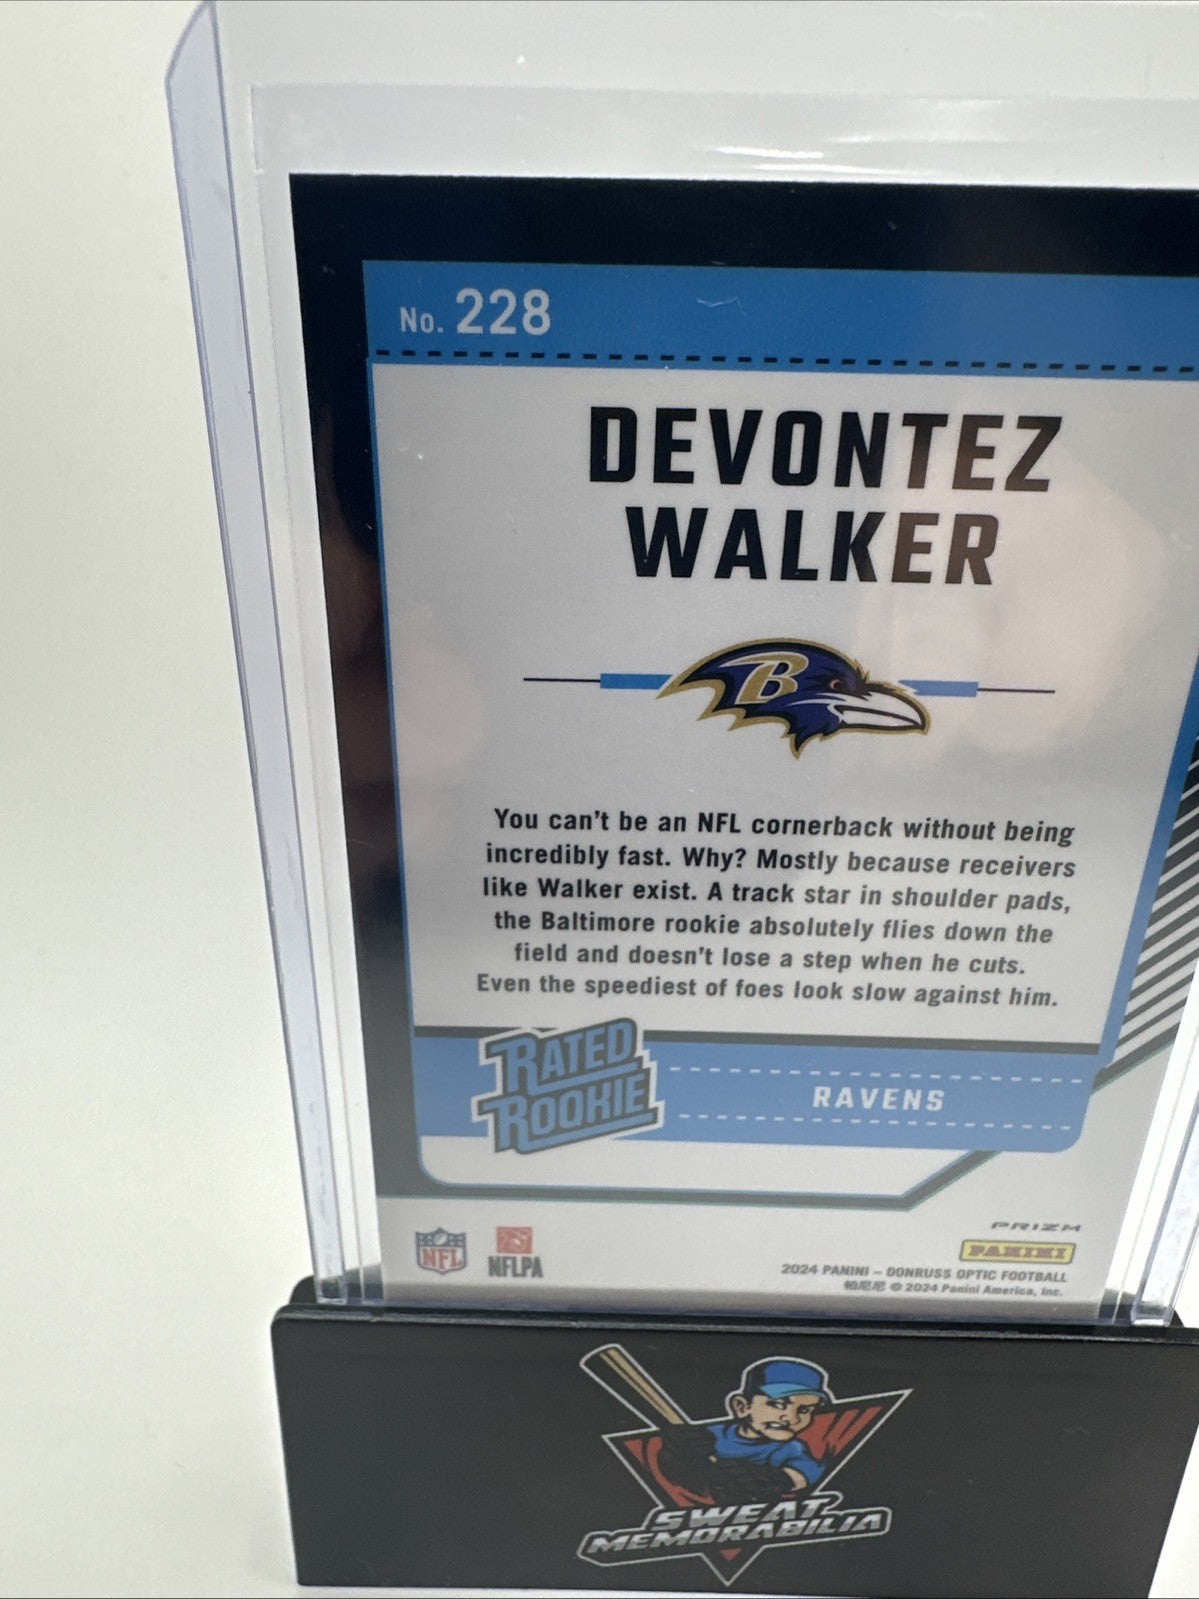 No. 228
DEVONTEZ
WALKER
B
You can't be an NFL cornerback without being
incredibly fast. Why? Mostly because receivers
like Walker exist. A track star in shoulder pads,
the Baltimore rookie absolutely flies down the
field and doesn't lose a step when he cuts.
Even the speediest of foes look slow against him.
RATED
ROOKIE
RAVENS
PRIZM
NFL
NFLPA
PANINI
2024 PANINI – DONRUSS OPTIC FOOTBALL
帕尼尼 © 2024 Panini America, Inc.
SWEAT
MEMORABILIA